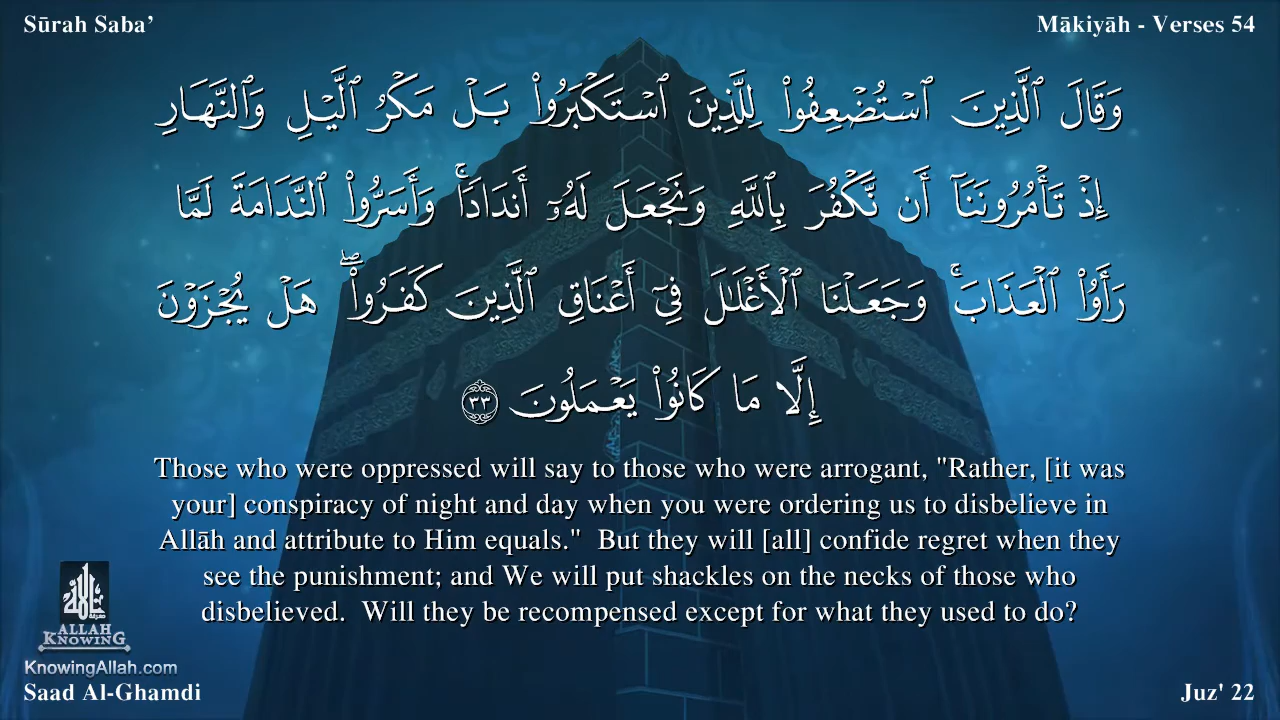 Sūrah Saba’
Mākiyāh - Verses 54
وَقَالَ ٱلَّذِينَ ٱسْتُضْعِفُوا۟ لِلَّذِينَ ٱسْتَكْبَرُوا۟ بَلْ مَكْرُ ٱلَّيْلِ وَٱلنَّهَارِ
إِذْ تَأْمُرُونَنَآ أَن نَّكْفُرَ بِٱللَّهِ وَنَجْعَلَ لَهُۥٓ أَندَادًا ۚ وَأَسَرُّوا۟ ٱلنَّدَامَةَ لَمَّا
رَأَوُا۟ ٱلْعَذَابَ ۚ وَجَعَلْنَا ٱلْأَغْلَٰلَ فِىٓ أَعْنَاقِ ٱلَّذِينَ كَفَرُوا۟ ۖ هَلْ يُجْزَوْنَ
إِلَّا مَا كَانُوا۟ يَعْمَلُونَ ٣٣
Those who were oppressed will say to those who were arrogant, "Rather, [it was
your] conspiracy of night and day when you were ordering us to disbelieve in
Allāh and attribute to Him equals."  But they will [all] confide regret when they
see the punishment; and We will put shackles on the necks of those who
disbelieved.  Will they be recompensed except for what they used to do?
ALLAH
KNOWING
KnowingAllah.com
Saad Al-Ghamdi
Juz' 22